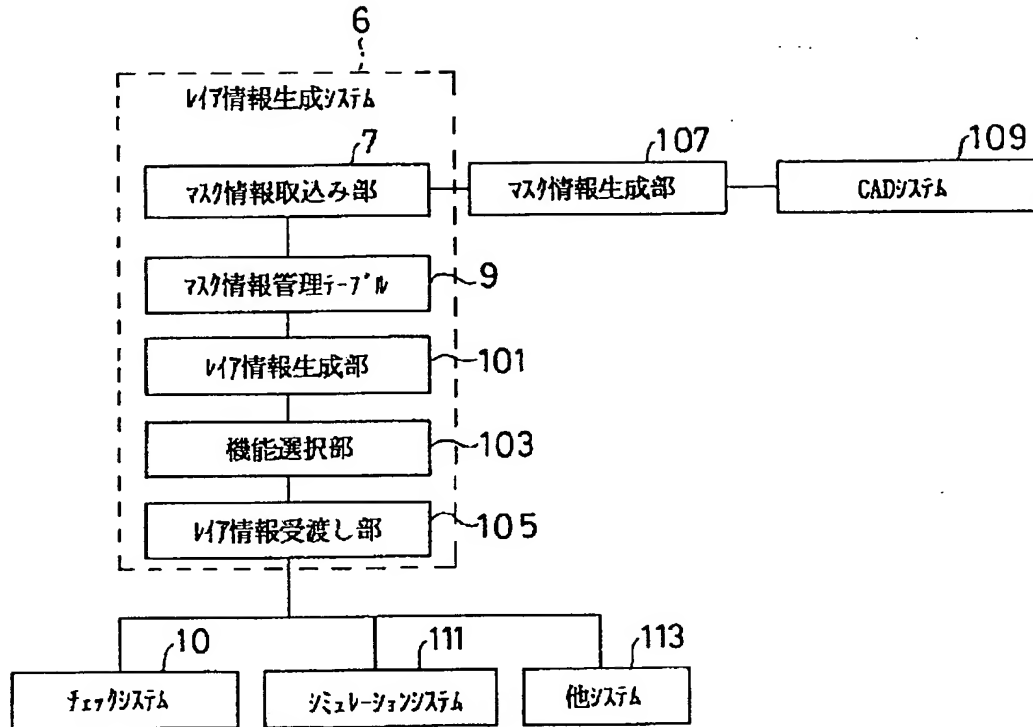 6
ﾚｲｱ情報生成ｼｽﾃﾑ
7
107
109
ﾏｽｸ情報取込み部
ﾏｽｸ情報生成部
CADｼｽﾃﾑ
ﾏｽｸ情報管理ﾃｰﾌﾞﾙ
9
ﾚｲｱ情報生成部
101
機能選択部
103
ﾚｲｱ情報受渡し部
105
10
111
113
ﾁｪｯｸｼｽﾃﾑ
ｼﾐｭﾚｰｼｮﾝｼｽﾃﾑ
他ｼｽﾃﾑ